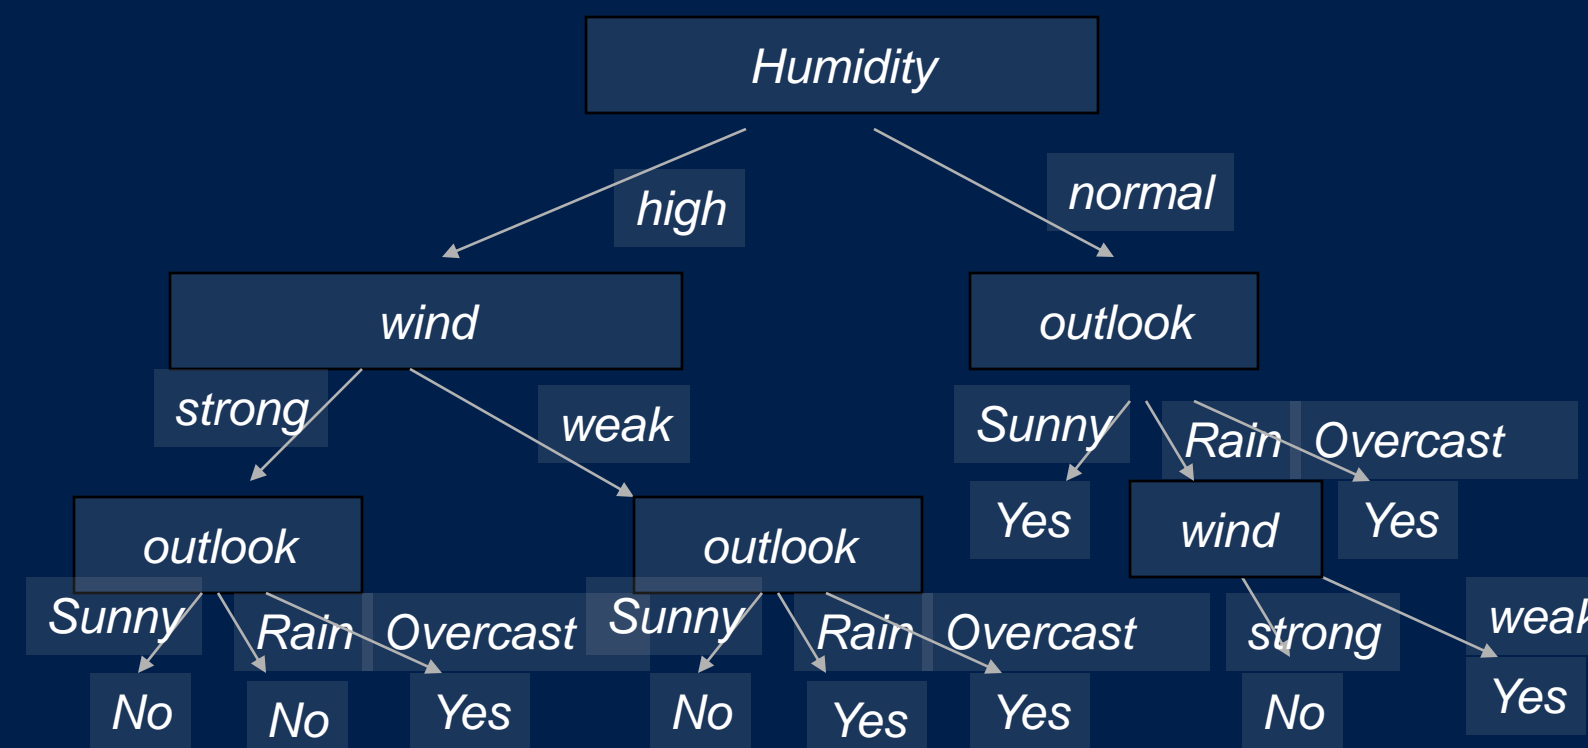 Humidity
high
normal
wind
outlook
strong
weak
Sunny
Rain
Overcast
Yes
wind
Yes
outlook
outlook
Sunny
Rain
Overcast
Sunny
Rain
Overcast
strong
weak
No
No
Yes
No
Yes
Yes
No
Yes